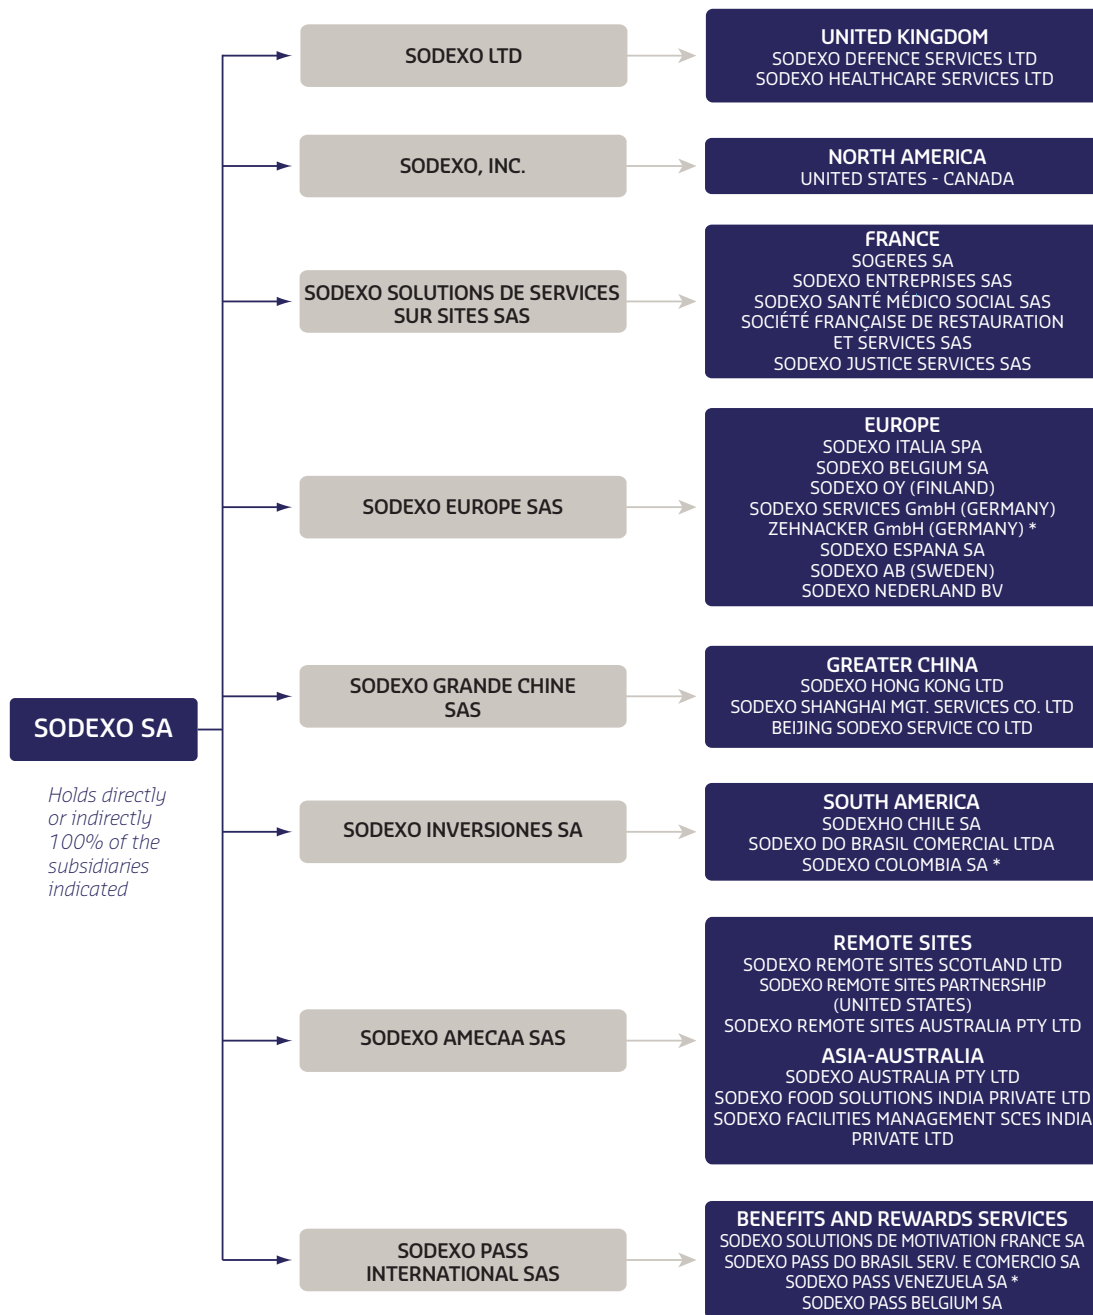 SODEXO LTD
UNITED KINGDOM
SODEXO DEFENCE SERVICES LTD
SODEXO HEALTHCARE SERVICES LTD
SODEXO, INC.
NORTH AMERICA
UNITED STATES - CANADA
SODEXO SOLUTIONS DE SERVICES
SUR SITES SAS
FRANCE
SOGERES SA
SODEXO ENTREPRISES SAS
SODEXO SANTÉ MÉDICO SOCIAL SAS
SOCIÉTÉ FRANÇAISE DE RESTAURATION
ET SERVICES SAS
SODEXO JUSTICE SERVICES SAS
SODEXO EUROPE SAS
EUROPE
SODEXO ITALIA SPA
SODEXO BELGIUM SA
SODEXO OY (FINLAND)
SODEXO SERVICES GmbH (GERMANY)
ZEHNACKER GmbH (GERMANY) *
SODEXO ESPANA SA
SODEXO AB (SWEDEN)
SODEXO NEDERLAND BV
SODEXO SA
Holds directly
or indirectly
100% of the
subsidiaries
indicated
SODEXO GRANDE CHINE
SAS
GREATER CHINA
SODEXO HONG KONG LTD
SODEXO SHANGHAI MGT. SERVICES CO. LTD
BEIJING SODEXO SERVICE CO LTD
SODEXO INVERSIONES SA
SOUTH AMERICA
SODEXHO CHILE SA
SODEXO DO BRASIL COMERCIAL LTDA
SODEXO COLOMBIA SA *
SODEXO AMECAA SAS
REMOTE SITES
SODEXO REMOTE SITES SCOTLAND LTD
SODEXO REMOTE SITES PARTNERSHIP
(UNITED STATES)
SODEXO REMOTE SITES AUSTRALIA PTY LTD
ASIA-AUSTRALIA
SODEXO AUSTRALIA PTY LTD
SODEXO FOOD SOLUTIONS INDIA PRIVATE LTD
SODEXO FACILITIES MANAGEMENT SCES INDIA
PRIVATE LTD
SODEXO PASS
INTERNATIONAL SAS
BENEFITS AND REWARDS SERVICES
SODEXO SOLUTIONS DE MOTIVATION FRANCE SA
SODEXO PASS DO BRASIL SERV. E COMERCIO SA
SODEXO PASS VENEZUELA SA *
SODEXO PASS BELGIUM SA